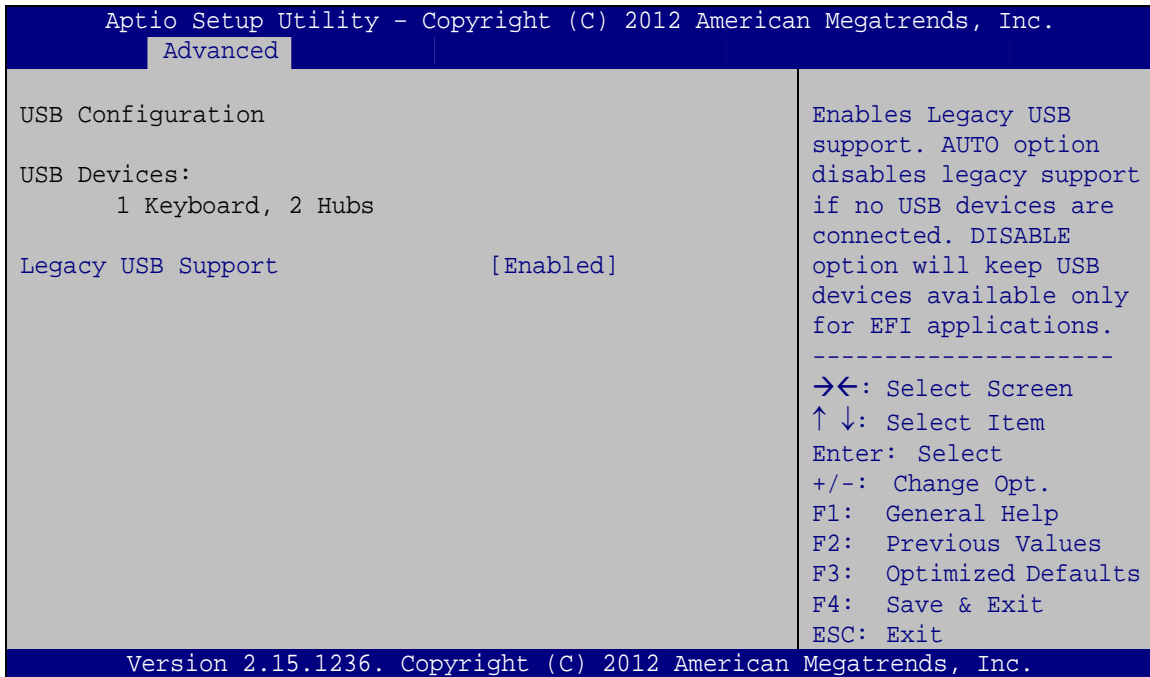 Aptio Setup Utility – Copyright (C) 2012 American Megatrends, Inc.
Advanced
USB Configuration
USB Devices:
1 Keyboard, 2 Hubs
Legacy USB Support [Enabled]
Enables Legacy USB
support. AUTO option
disables legacy support
if no USB devices are
connected. DISABLE
option will keep USB
devices available only
for EFI applications.
---------------------
→←: Select Screen
↑ ↓: Select Item
Enter: Select
+/-: Change Opt.
F1: General Help
F2: Previous Values
F3: Optimized Defaults
F4: Save & Exit
ESC: Exit
Version 2.15.1236. Copyright (C) 2012 American Megatrends, Inc.